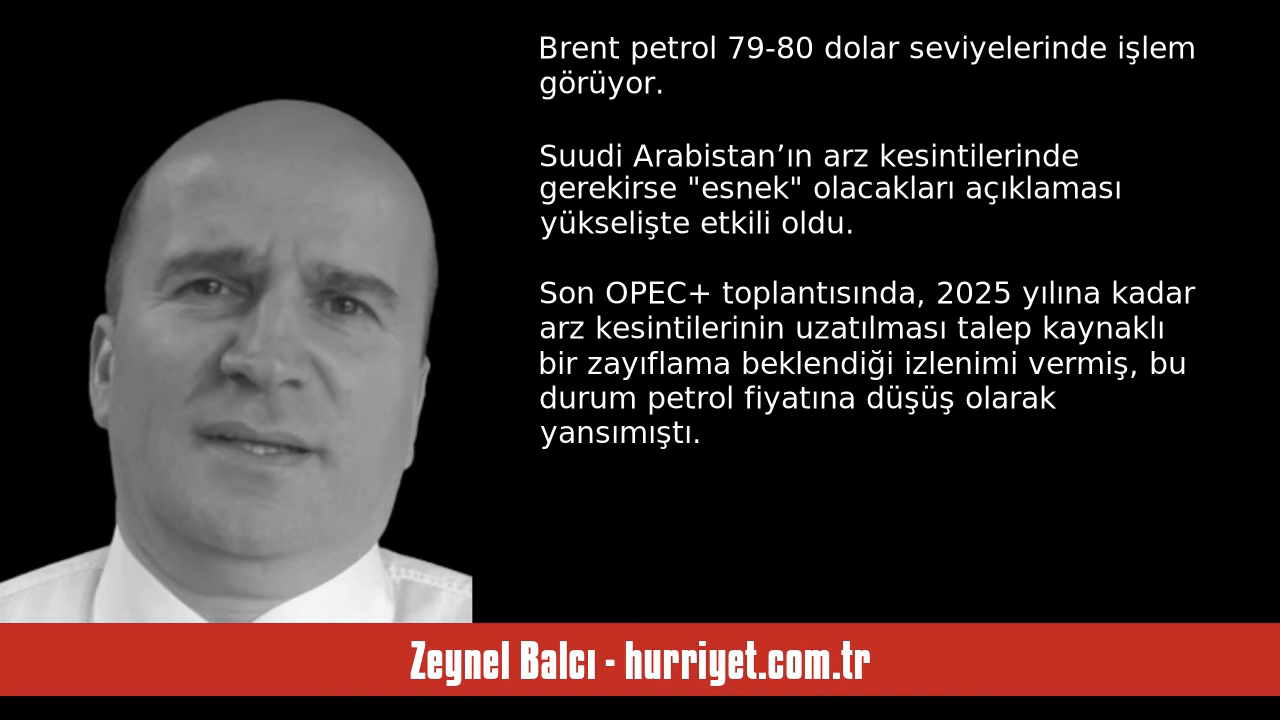 Brent petrol 79-80 dolar seviyelerinde işlem
görüyor.
Suudi Arabistan’ın arz kesintilerinde
gerekirse "esnek" olacakları açıklaması
yükselişte etkili oldu.
Son OPEC+ toplantısında, 2025 yılına kadar
arz kesintilerinin uzatılması talep kaynaklı
bir zayıflama beklendiği izlenimi vermiş, bu
durum petrol fiyatına düşüş olarak
yansımıştı.
Zeynel Balcı - hurriyet.com.tr